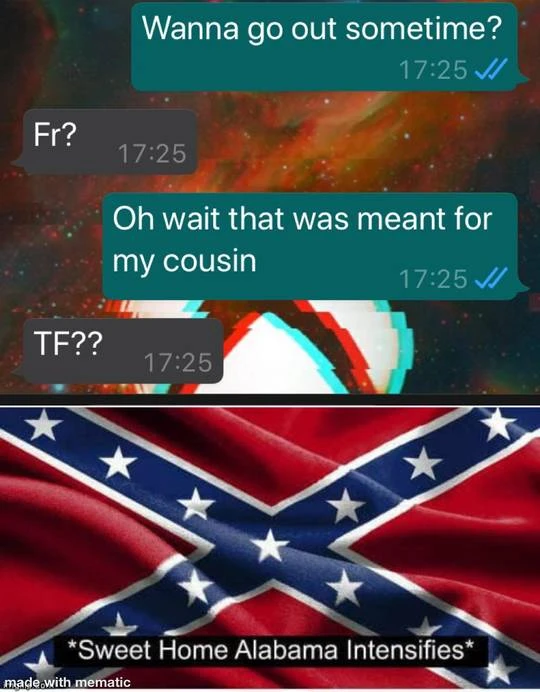 Wanna go out sometime?
17:25
Fr?
17:25
Oh wait that was meant for
my cousin
17:25
TF??
17:25
*Sweet Home Alabama Intensifies*
made with mematic